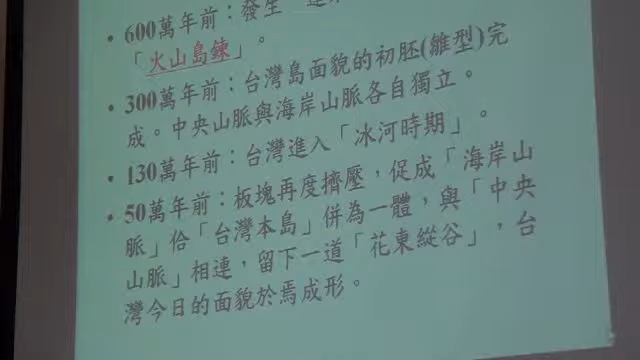 • 600萬年前：發生一連
「火山島鍊」。
• 300萬年前：台灣島面貌的初胚(雛型)完
成。中央山脈與海岸山脈各自獨立。
• 130萬年前：台灣進入「冰河時期」。
• 50萬年前：板塊再度擠壓，促成「海岸山
脈」佮「台灣本島」併為一體，與「中央
山脈」相連，留下一道「花東縱谷」，台
灣今日的面貌於焉成形。